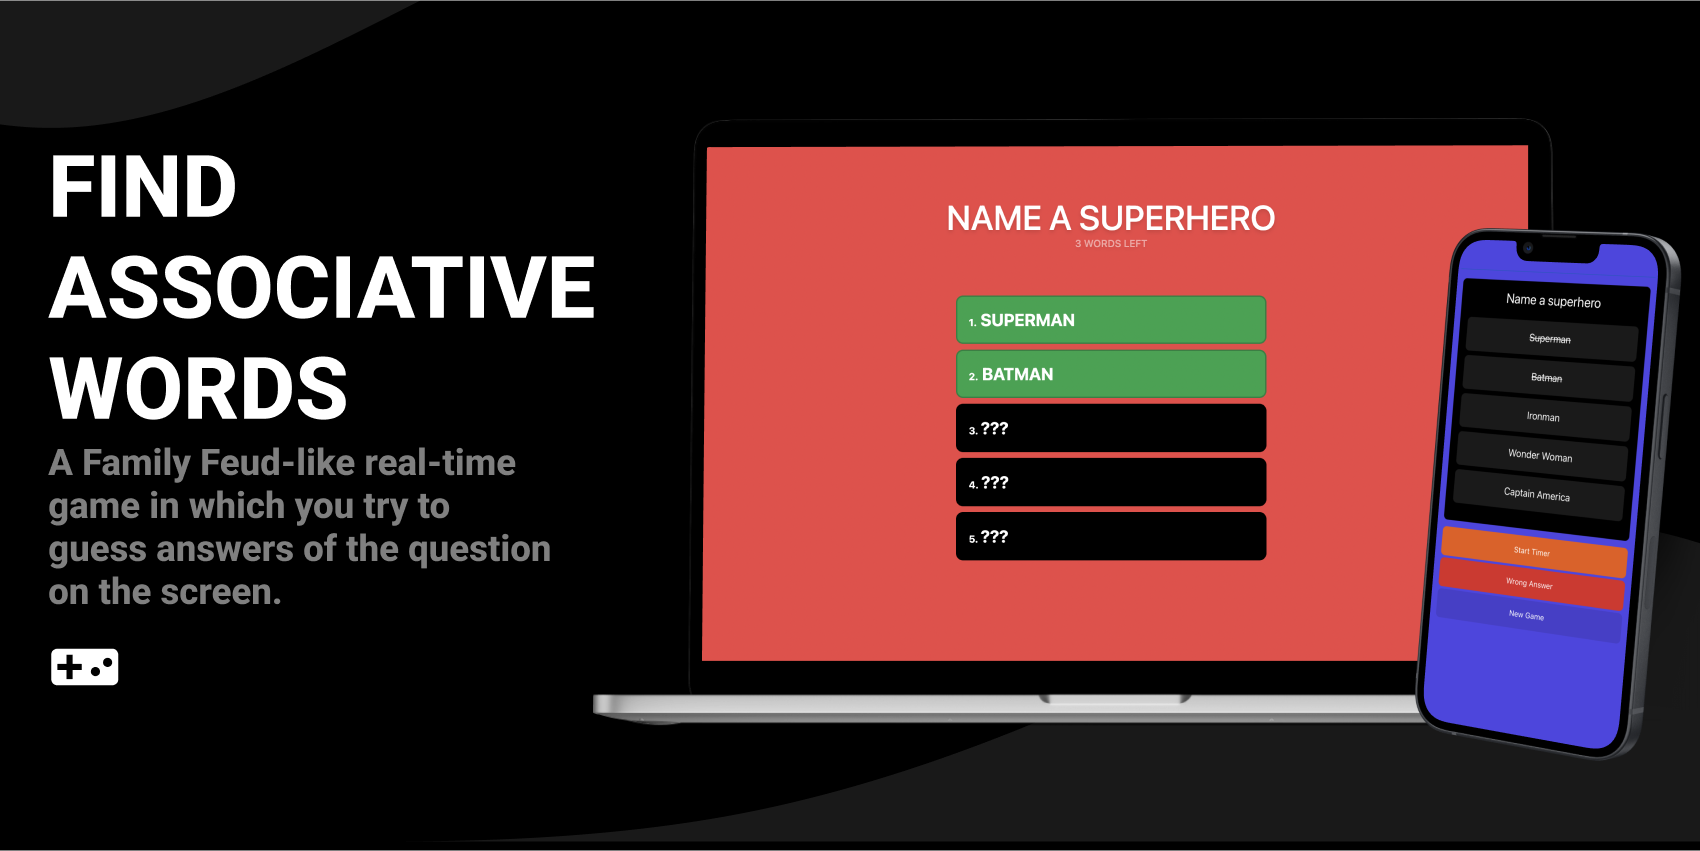 FIND
ASSOCIATIVE
WORDS
A Family Feud-like real-time
game in which you try to
guess answers of the question
on the screen.
NAME A SUPERHERO
3 WORDS LEFT
1. SUPERMAN
2. BATMAN
3. ???
4. ???
5. ???
Name a superhero
Superman
Batman
Ironman
Wonder Woman
Captain America
Start Timer
Wrong Answer
New Game